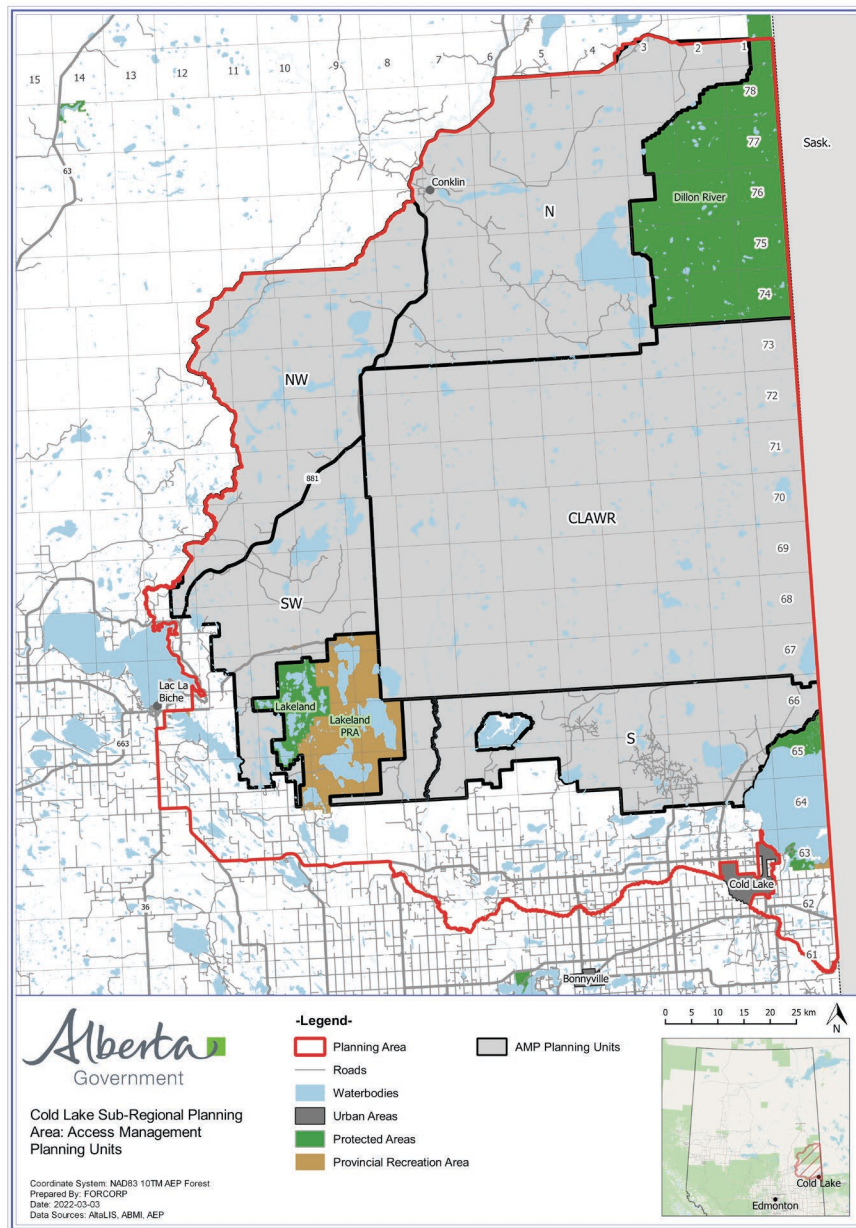 15 14 13 12 11 10 9 8 7 6 5 4 3 2 1
78
63
Sask.
77
Conklin
76
Dillon River
N
75
74
73
NW
72
71
881
70
CLAWR
69
68
SW
67
66
Lac La
Biche
Lakeland
Lakeland
PRA
S
663
65
64
63
Cold Lake
36
62
61
Bonnyville
Alberta
Government
Cold Lake Sub-Regional Planning
Area: Access Management
Planning Units
Coordinate System: NAD83 10TM AEP Forest
Prepared By: FORCORP
Date: 2022-03-03
Data Sources: AltaLIS, ABMI, AEP
-Legend-
Planning Area
Roads
Waterbodies
Urban Areas
Protected Areas
Provincial Recreation Area
AMP Planning Units
0 5 10 15 20 25 km
N
Cold Lake
Edmonton